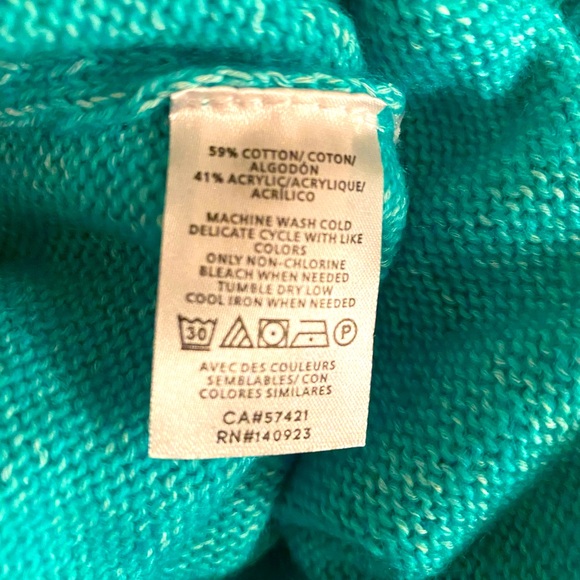 59% COTTON/ COTON/
ALGODÓN
41% ACRYLIC/ACRYLIQUE/
ACRÍLICO
MACHINE WASH COLD
DELICATE CYCLE WITH LIKE
COLORS
ONLY NON-CHLORINE
BLEACH WHEN NEEDED
TUMBLE DRY LOW
COOL IRON WHEN NEEDED
30 P
AVEC DES COULEURS
SEMBLABLES/ CON
COLORES SIMILARES
CA#57421
RN#140923